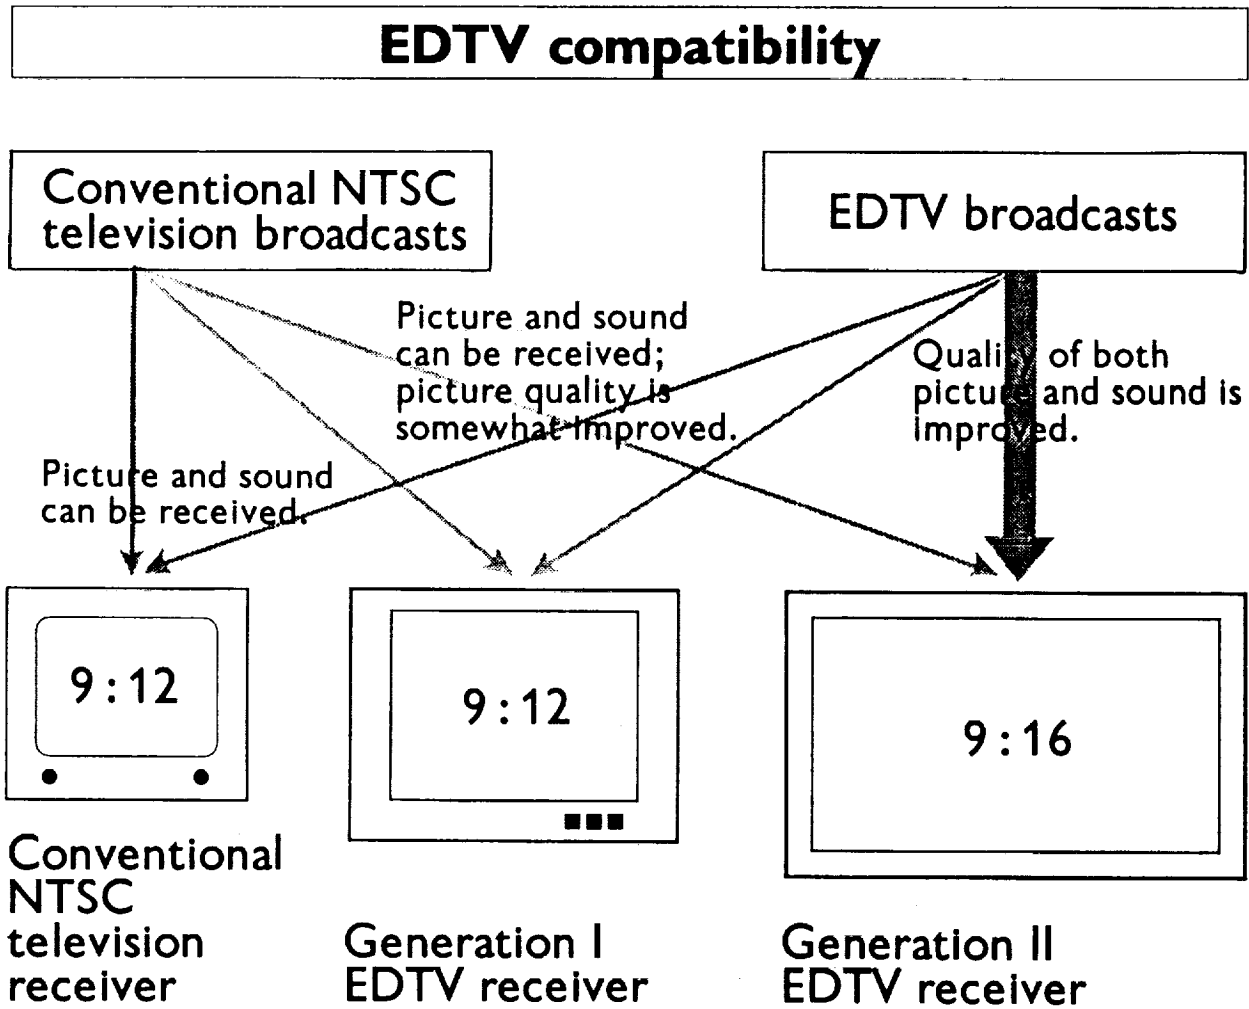 EDTV compatibility
Conventional NTSC
television broadcasts
EDTV broadcasts
Picture and sound
can be received;
picture quality is
somewhat improved.
Quality of both
picture and sound is
improved.
Picture and sound
can be received.
9:12
9:12
9:16
Conventional
NTSC
television
receiver
Generation I
EDTV receiver
Generation II
EDTV receiver